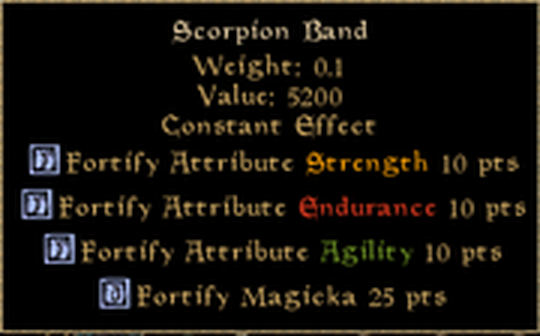 Scorpion Band
Weight: 0.1
Value: 5200
Constant Effect
Fortify Attribute Strength 10 pts
Fortify Attribute Endurance 10 pts
Fortify Attribute Agility 10 pts
Fortify Magicka 25 pts